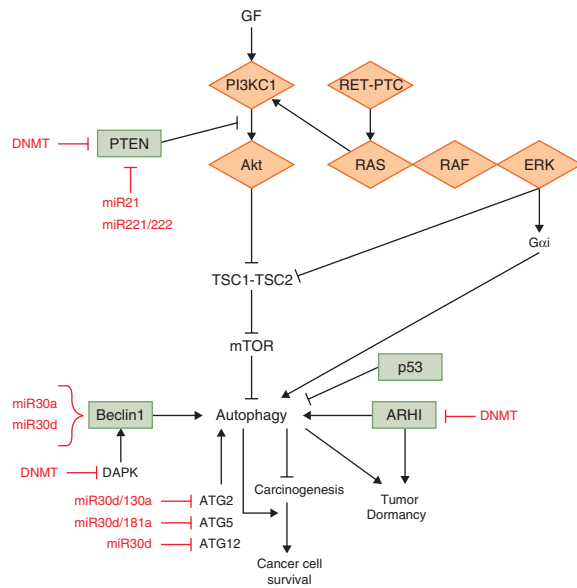 GF
PI3KC1
RET-PTC
DNMT
PTEN
Akt
RAS
RAF
ERK
miR21
miR221/222
Gαi
TSC1-TSC2
mTOR
p53
miR30a
miR30d
Beclin1
Autophagy
ARHI
DNMT
DNMT
DAPK
miR30d/130a
ATG2
Carcinogenesis
Tumor
Dormancy
miR30d/181a
ATG5
miR30d
ATG12
Cancer cell
survival